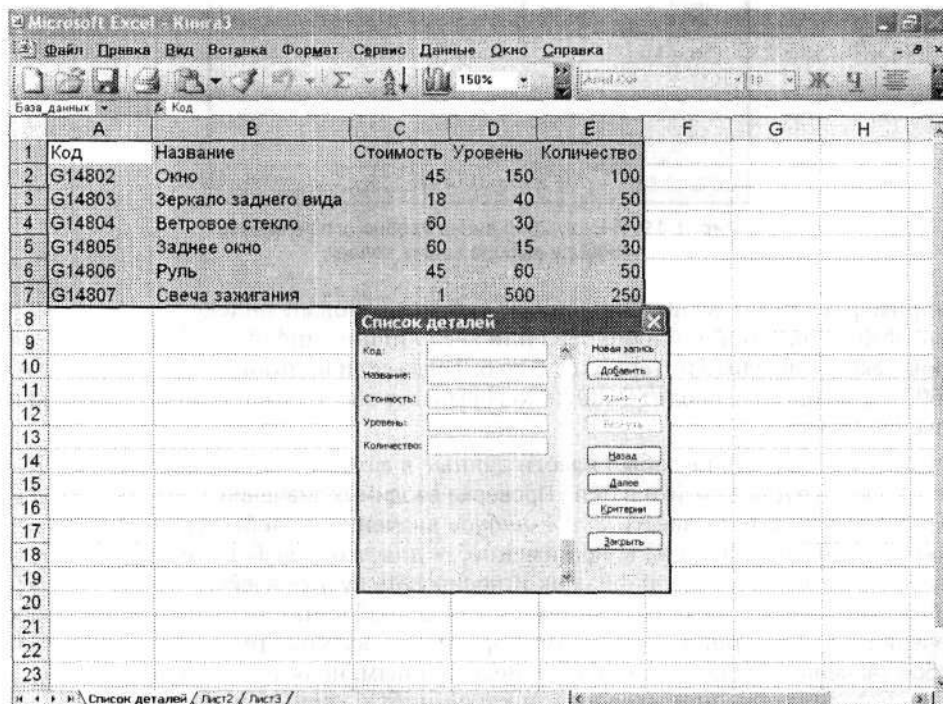 Microsoft Excel - Книга3
Файл Правка Вид Вставка Формат Сервис Данные Окно Справка
150% Ж Ч
База_данных fx Код
A B C D E F G H
1 Код Название Стоимость Уровень Количество
2 G14802 Окно 45 150 100
3 G14803 Зеркало заднего вида 18 40 50
4 G14804 Ветровое стекло 60 30 20
5 G14805 Заднее окно 60 15 30
6 G14806 Руль 45 60 50
7 G14807 Свеча зажигания 1 500 250
8
9
10
11
12
13
14
15
16
17
18
19
20
21
22
23
Список деталей
Код:
Название:
Стоимость:
Уровень:
Количество:
Новая запись
Добавить
Назад
Далее
Критерии
Закрыть
Список деталей / Лист2 / Лист3 /